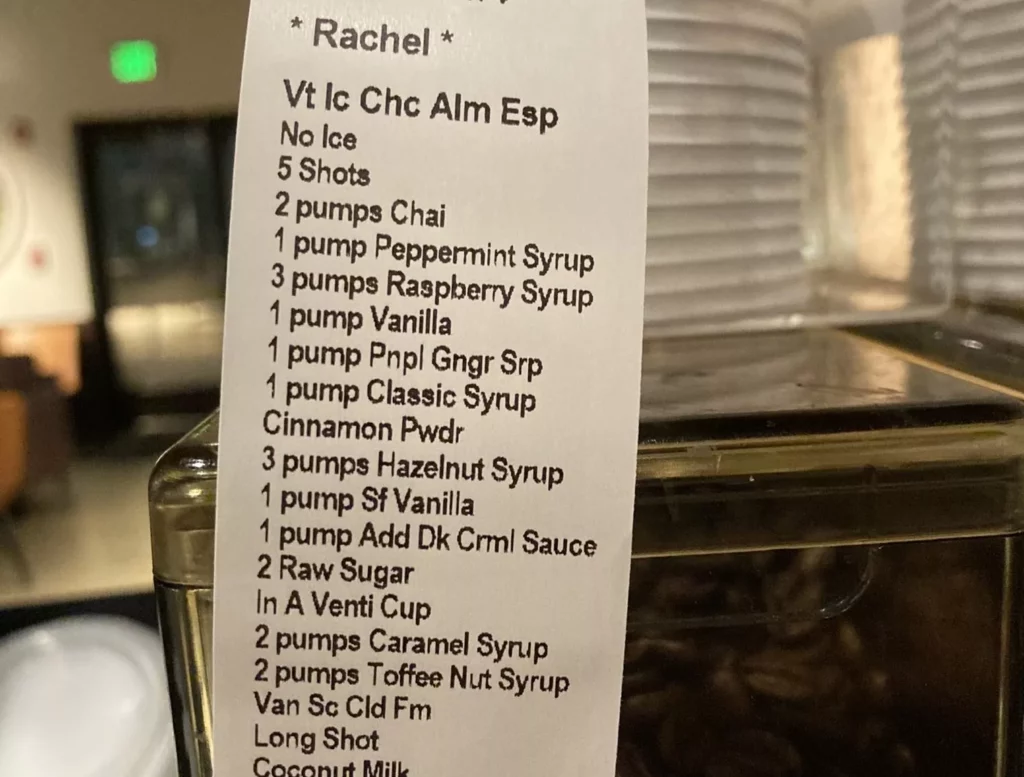 * Rachel *
Vt Ic Chc Alm Esp
No Ice
5 Shots
2 pumps Chai
1 pump Peppermint Syrup
3 pumps Raspberry Syrup
1 pump Vanilla
1 pump Pnpl Gngr Srp
1 pump Classic Syrup
Cinnamon Pwdr
3 pumps Hazelnut Syrup
1 pump Sf Vanilla
1 pump Add Dk Crml Sauce
2 Raw Sugar
In A Venti Cup
2 pumps Caramel Syrup
2 pumps Toffee Nut Syrup
Van Sc Cld Fm
Long Shot
Coconut Milk